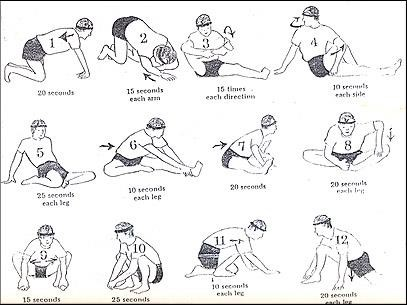 1
20 seconds
2
15 seconds
each arm
3
15 times
each direction
4
10 seconds
each side
5
25 seconds
each leg
6
10 seconds
each leg
7
20 seconds
8
20 seconds
each leg
9
15 seconds
10
25 seconds
11
10 seconds
each leg
12
20 seconds
each leg